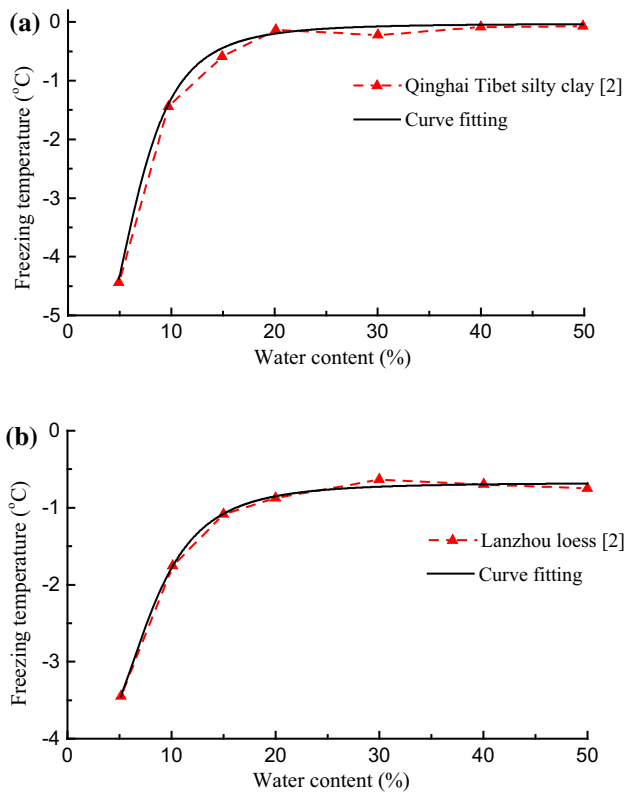 (a)
0
-1
-2
-3
-4
-5
Freezing temperature (°C)
Qinghai Tibet silty clay [2]
Curve fitting
0 10 20 30 40 50
Water content (%)
(b)
0
-1
-2
-3
-4
Freezing temperature (°C)
Lanzhou loess [2]
Curve fitting
0 10 20 30 40 50
Water content (%)